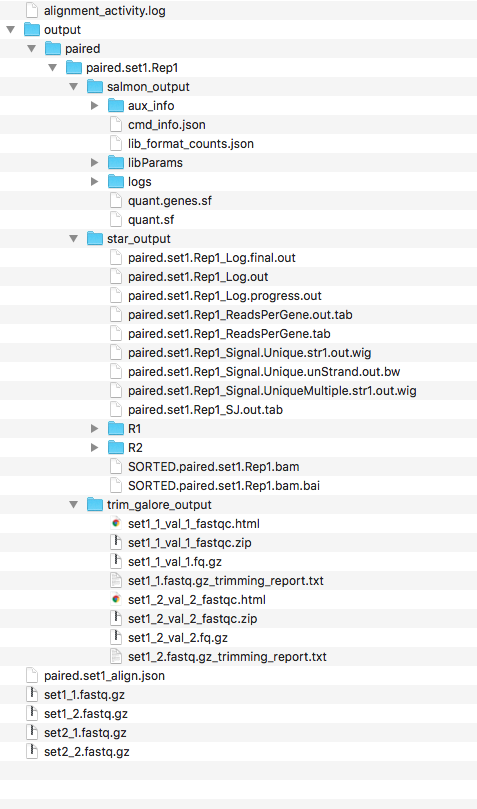 alignment_activity.log
output
paired
paired.set1.Rep1
salmon_output
aux_info
cmd_info.json
lib_format_counts.json
libParams
logs
quant.genes.sf
quant.sf
star_output
paired.set1.Rep1_Log.final.out
paired.set1.Rep1_Log.out
paired.set1.Rep1_Log.progress.out
paired.set1.Rep1_ReadsPerGene.out.tab
paired.set1.Rep1_ReadsPerGene.tab
paired.set1.Rep1_Signal.Unique.str1.out.wig
paired.set1.Rep1_Signal.Unique.unStrand.out.bw
paired.set1.Rep1_Signal.UniqueMultiple.str1.out.wig
paired.set1.Rep1_SJ.out.tab
R1
R2
SORTED.paired.set1.Rep1.bam
SORTED.paired.set1.Rep1.bam.bai
trim_galore_output
set1_1_val_1_fastqc.html
set1_1_val_1_fastqc.zip
set1_1_val_1.fq.gz
set1_1.fastq.gz_trimming_report.txt
set1_2_val_2_fastqc.html
set1_2_val_2_fastqc.zip
set1_2_val_2.fq.gz
set1_2.fastq.gz_trimming_report.txt
paired.set1_align.json
set1_1.fastq.gz
set1_2.fastq.gz
set2_1.fastq.gz
set2_2.fastq.gz